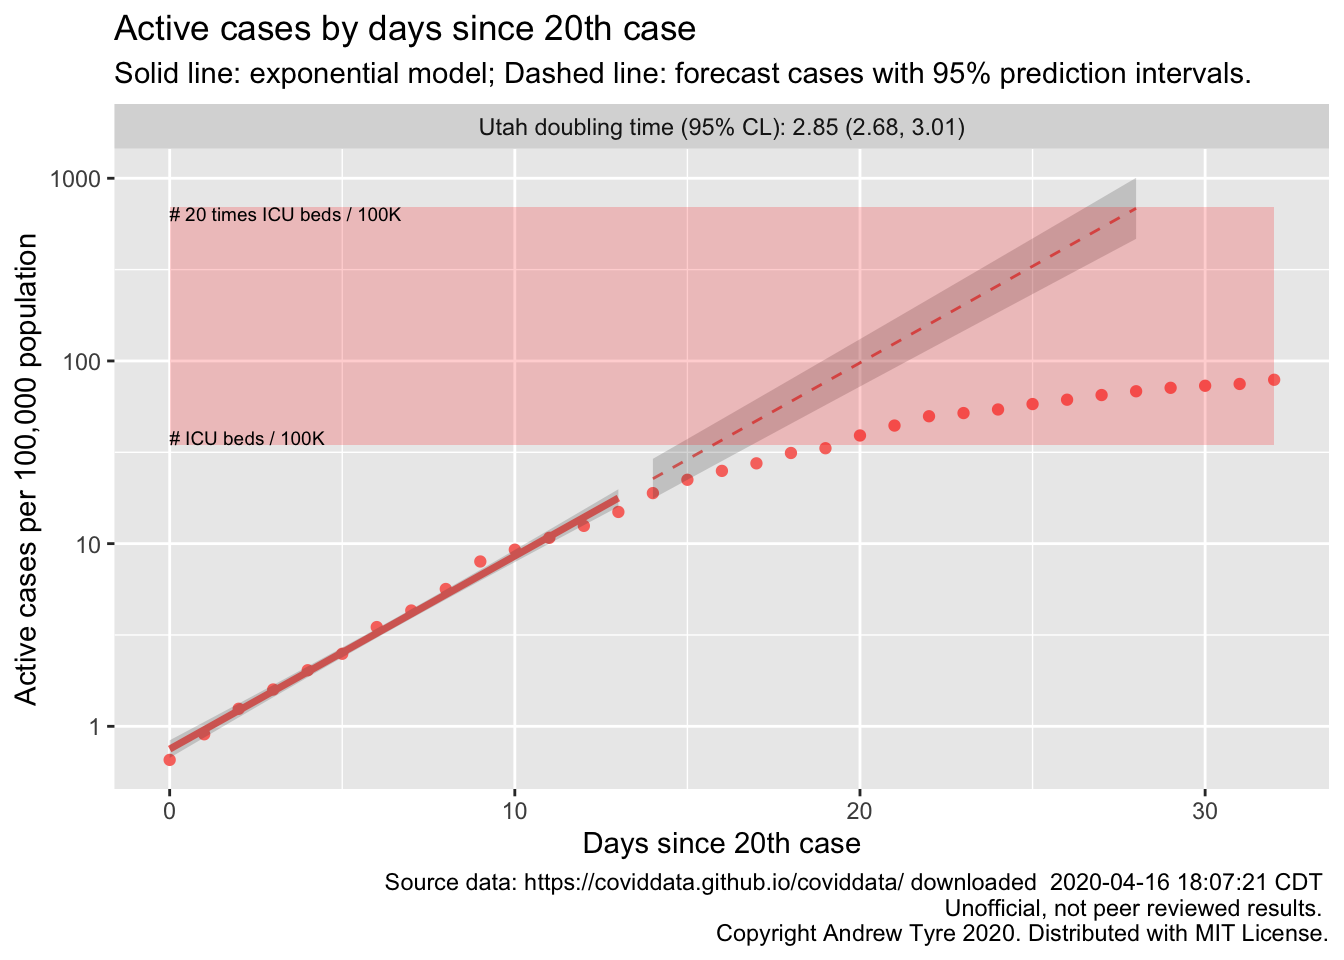 Active cases by days since 20th case
Solid line: exponential model; Dashed line: forecast cases with 95% prediction intervals.
Utah doubling time (95% CL): 2.85 (2.68, 3.01)
Active cases per 100,000 population
1000
100
10
1
# 20 times ICU beds / 100K
# ICU beds / 100K
0
10
20
30
Days since 20th case
Source data: https://coviddata.github.io/coviddata/ downloaded  2020-04-16 18:07:21 CDT
Unofficial, not peer reviewed results.
Copyright Andrew Tyre 2020. Distributed with MIT License.